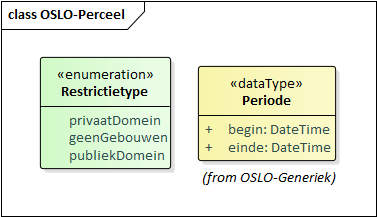 class OSLO-Perceel
«enumeration»
Restrictietype
privaatDomein
geenGebouwen
publiekDomein
«dataType»
Periode
+ begin: DateTime
+ einde: DateTime
(from OSLO-Generiek)